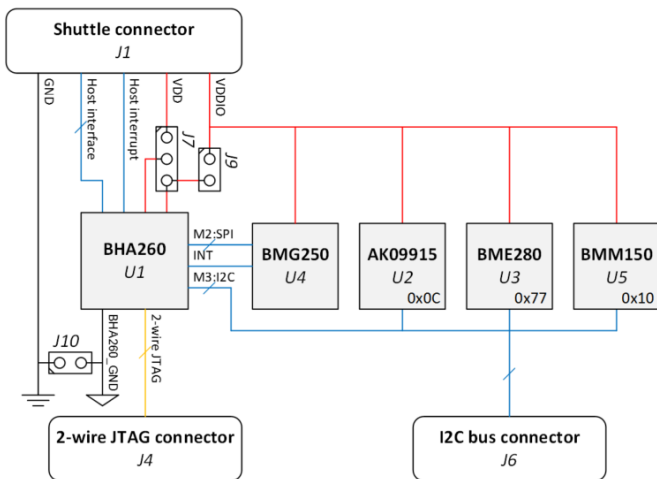 Shuttle connector
J1
GND
Host interface
Host interrupt
VDD
VDDIO
J7
J9
BHA260
U1
M2:SPI
INT
M3:I2C
BMG250
U4
AK09915
U2
0x0C
BME280
U3
0x77
BMM150
U5
0x10
J10
BHA260_GND
2-wire JTAG
2-wire JTAG connector
J4
I2C bus connector
J6